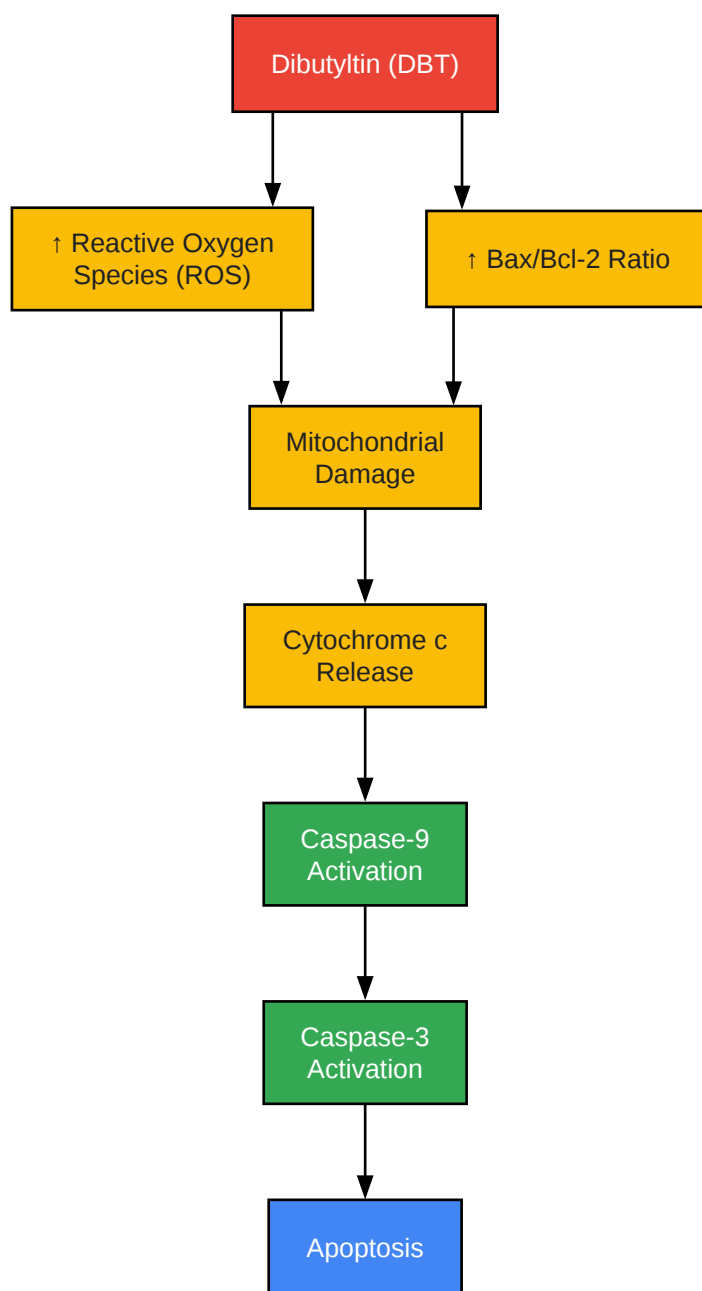 Dibutyltin (DBT)
↑ Reactive Oxygen
Species (ROS)
↑ Bax/Bcl-2 Ratio
Mitochondrial
Damage
Cytochrome c
Release
Caspase-9
Activation
Caspase-3
Activation
Apoptosis